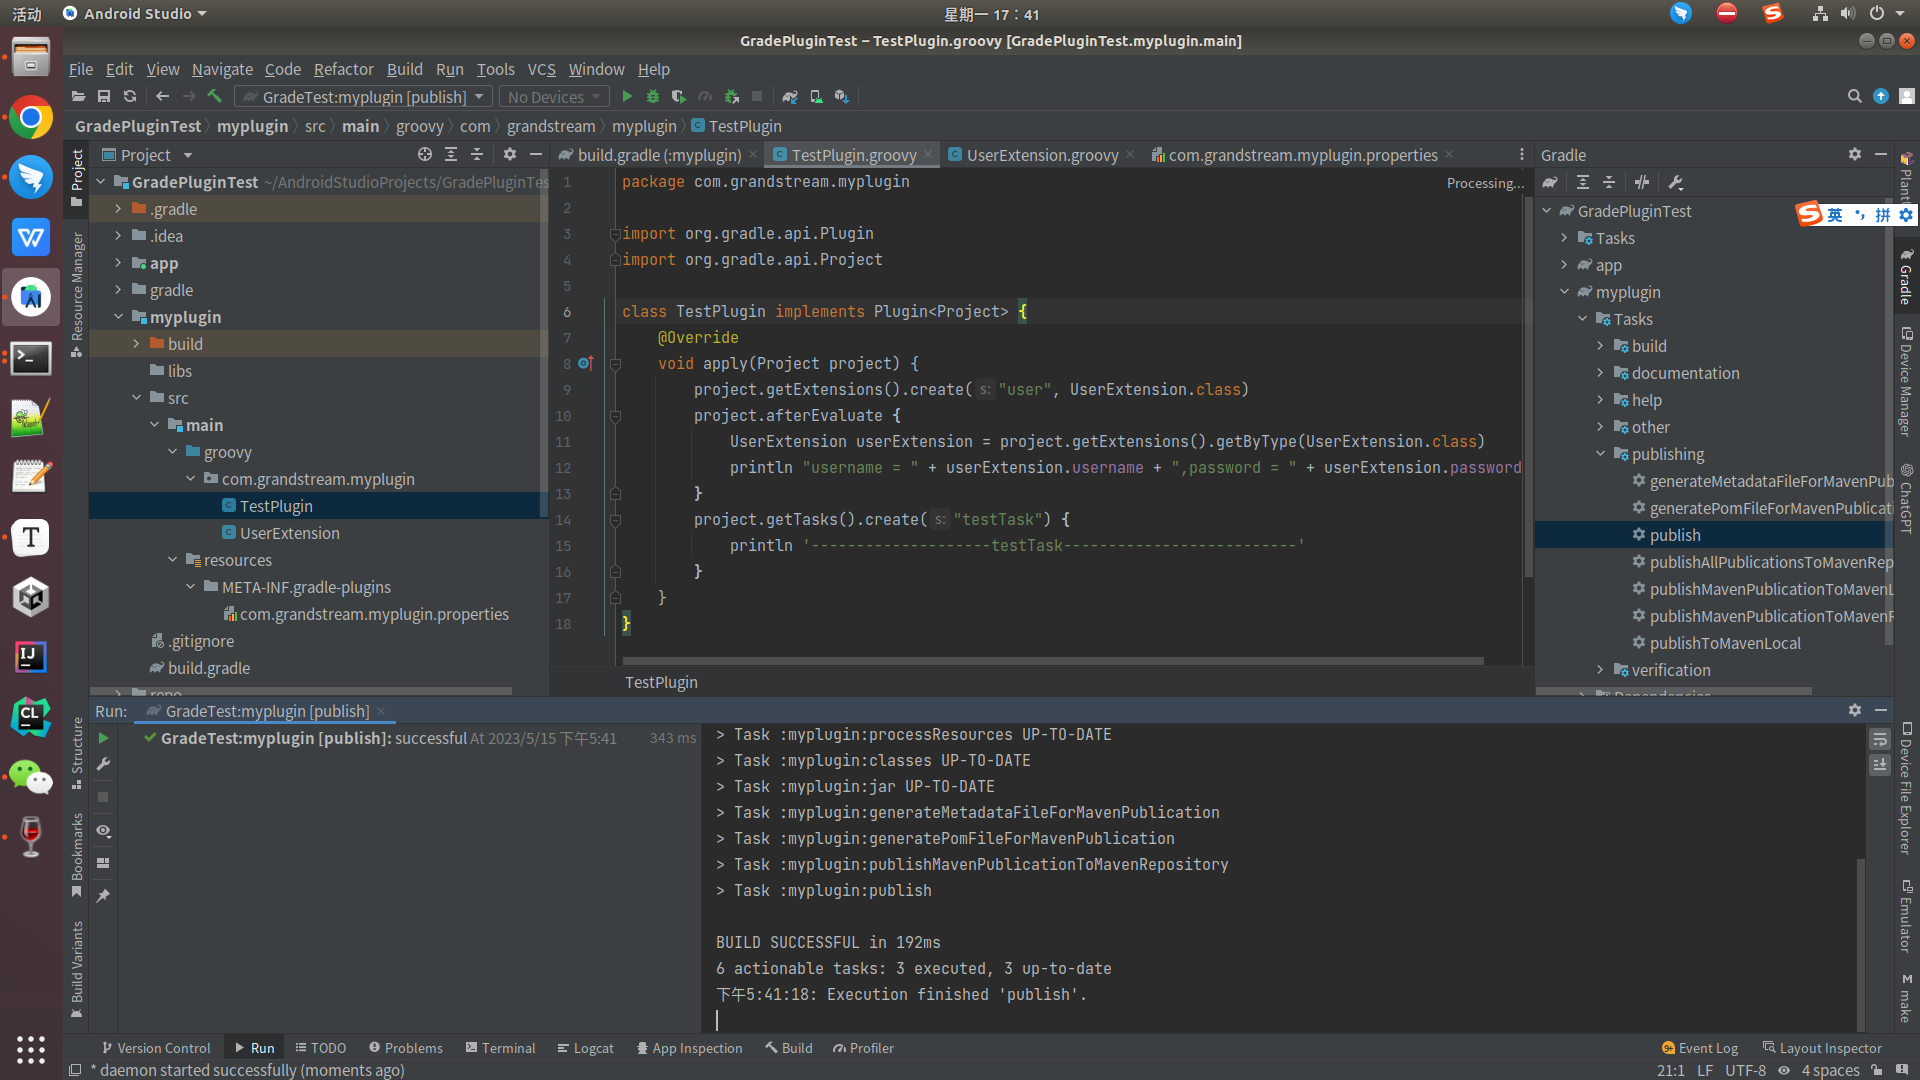 活动 Android Studio 星期一 17：41
GradePluginTest – TestPlugin.groovy [GradePluginTest.myplugin.main]
File Edit View Navigate Code Refactor Build Run Tools VCS Window Help
GradeTest:myplugin [publish] No Devices
GradePluginTest myplugin src main groovy com grandstream myplugin TestPlugin
Project
build.gradle (:myplugin) TestPlugin.groovy UserExtension.groovy com.grandstream.myplugin.properties
Gradle
Project
Resource Manager
Structure
Bookmarks
Build Variants
GradePluginTest ~/AndroidStudioProjects/GradePluginTes
.gradle
.idea
app
gradle
myplugin
build
libs
src
main
groovy
com.grandstream.myplugin
TestPlugin
UserExtension
resources
META-INF.gradle-plugins
com.grandstream.myplugin.properties
.gitignore
build.gradle
repo
Processing...
1 package com.grandstream.myplugin
2
3 import org.gradle.api.Plugin
4 import org.gradle.api.Project
5
6 class TestPlugin implements Plugin<Project> {
7 @Override
8 void apply(Project project) {
9 project.getExtensions().create( s: "user", UserExtension.class)
10 project.afterEvaluate {
11 UserExtension userExtension = project.getExtensions().getByType(UserExtension.class)
12 println "username = " + userExtension.username + ",password = " + userExtension.password
13 }
14 project.getTasks().create( s: "testTask") {
15 println '--------------------testTask--------------------------'
16 }
17 }
18 }
TestPlugin
GradePluginTest
Tasks
app
myplugin
Tasks
build
documentation
help
other
publishing
generateMetadataFileForMavenPub
generatePomFileForMavenPublicati
publish
publishAllPublicationsToMavenRep
publishMavenPublicationToMavenL
publishMavenPublicationToMavenR
publishToMavenLocal
verification
Dependencies
英 拼
Gradle
Device Manager
ChatGPT
Device File Explorer
Emulator
make
Run: GradeTest:myplugin [publish]
GradeTest:myplugin [publish]: successful At 2023/5/15 下午5:41 343 ms
> Task :myplugin:processResources UP-TO-DATE
> Task :myplugin:classes UP-TO-DATE
> Task :myplugin:jar UP-TO-DATE
> Task :myplugin:generateMetadataFileForMavenPublication
> Task :myplugin:generatePomFileForMavenPublication
> Task :myplugin:publishMavenPublicationToMavenRepository
> Task :myplugin:publish
BUILD SUCCESSFUL in 192ms
6 actionable tasks: 3 executed, 3 up-to-date
下午5:41:18: Execution finished 'publish'.
Version Control Run TODO Problems Terminal Logcat App Inspection Build Profiler Event Log Layout Inspector
* daemon started successfully (moments ago) 21:1 LF UTF-8 4 spaces